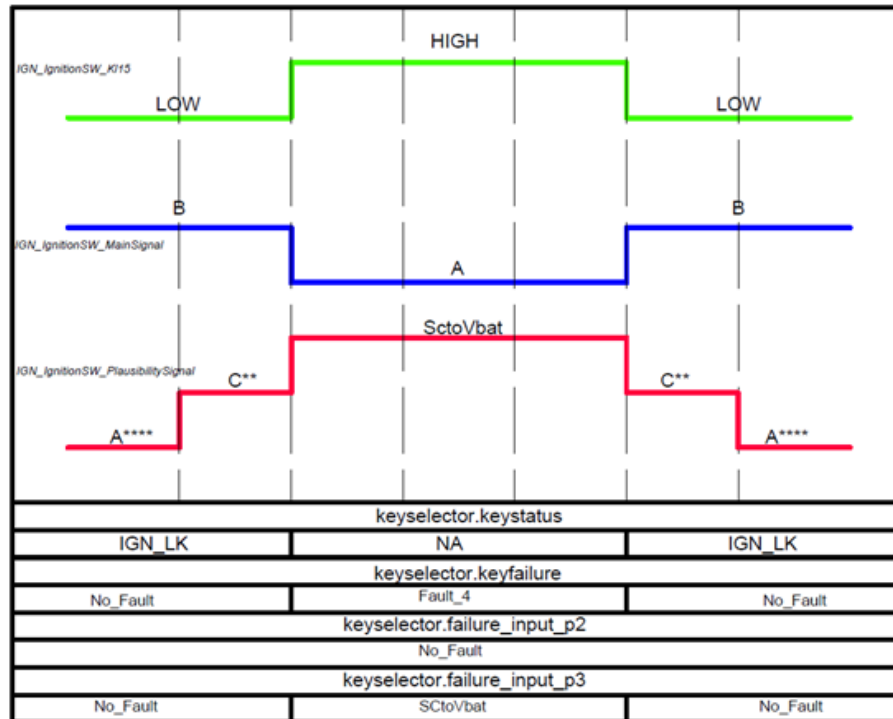 HIGH
IGN_IgnitionSW_Kl15
LOW LOW
B B
IGN_IgnitionSW_MainSignal
A
SctoVbat
IGN_IgnitionSW_PlausibilitySignal
C** C**
A**** A****
keyselector.keystatus
IGN_LK NA IGN_LK
keyselector.keyfailure
No_Fault Fault_4 No_Fault
keyselector.failure_input_p2
No_Fault
keyselector.failure_input_p3
No_Fault SCtoVbat No_Fault